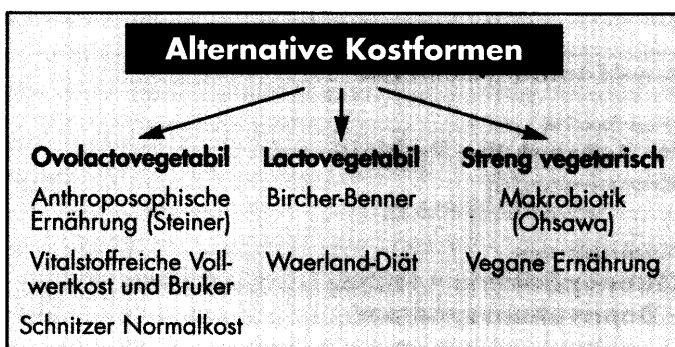 Alternative Kostformen
Ovolactovegetabil
Anthroposophische
Ernährung (Steiner)
Vitalstoffreiche Voll-
wertkost und Bruker
Schnitzer Normalkost
Lactovegetabil
Bircher-Benner
Waerland-Diät
Streng vegetarisch
Makrobiotik
(Ohsawa)
Vegane Ernährung